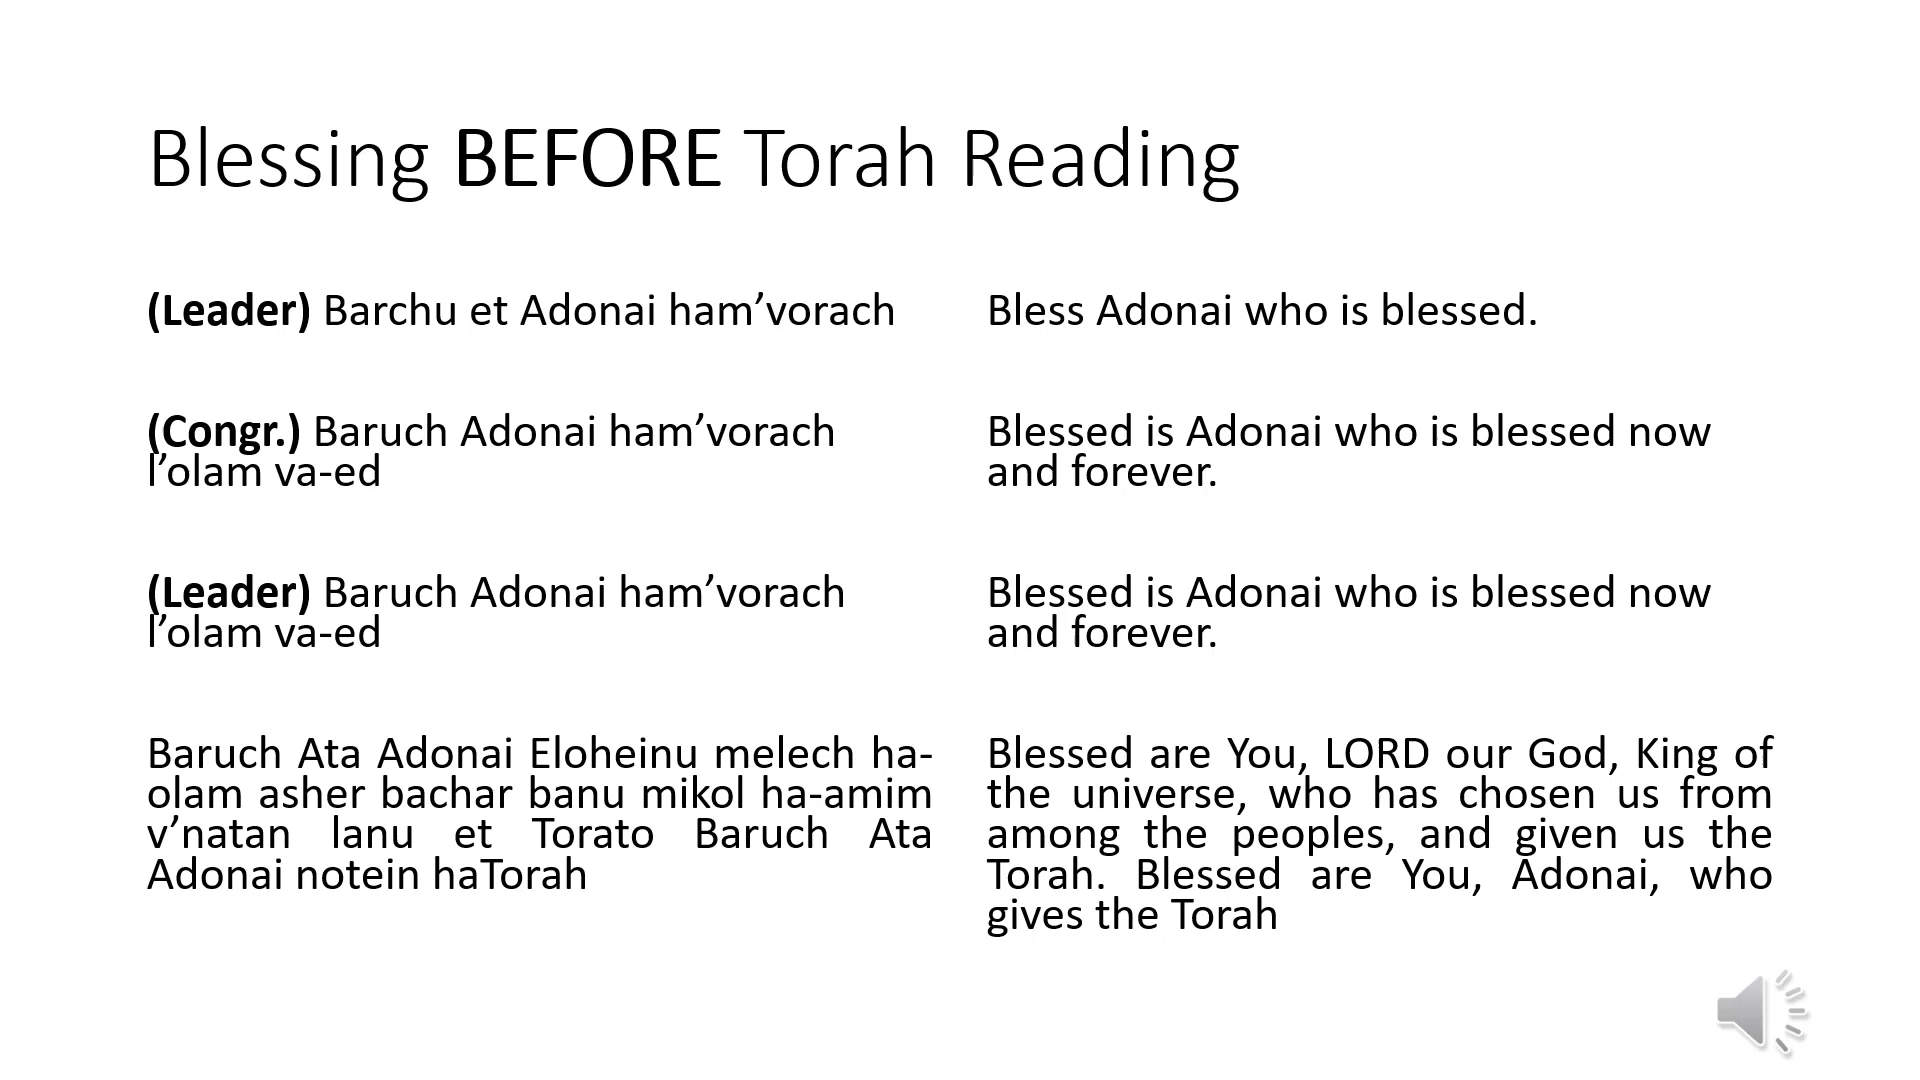 Blessing BEFORE Torah Reading
(Leader) Barchu et Adonai ham’vorach
Bless Adonai who is blessed.
(Congr.) Baruch Adonai ham’vorach
l’olam va-ed
Blessed is Adonai who is blessed now
and forever.
(Leader) Baruch Adonai ham’vorach
l’olam va-ed
Blessed is Adonai who is blessed now
and forever.
Baruch Ata Adonai Eloheinu melech ha-
olam asher bachar banu mikol ha-amim
v’natan lanu et Torato Baruch Ata
Adonai notein haTorah
Blessed are You, LORD our God, King of
the universe, who has chosen us from
among the peoples, and given us the
Torah. Blessed are You, Adonai, who
gives the Torah